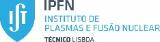 IPFN
INSTITUTO DE
PLASMAS E FUSÃO NUCLEAR
TÉCNICO LISBOA